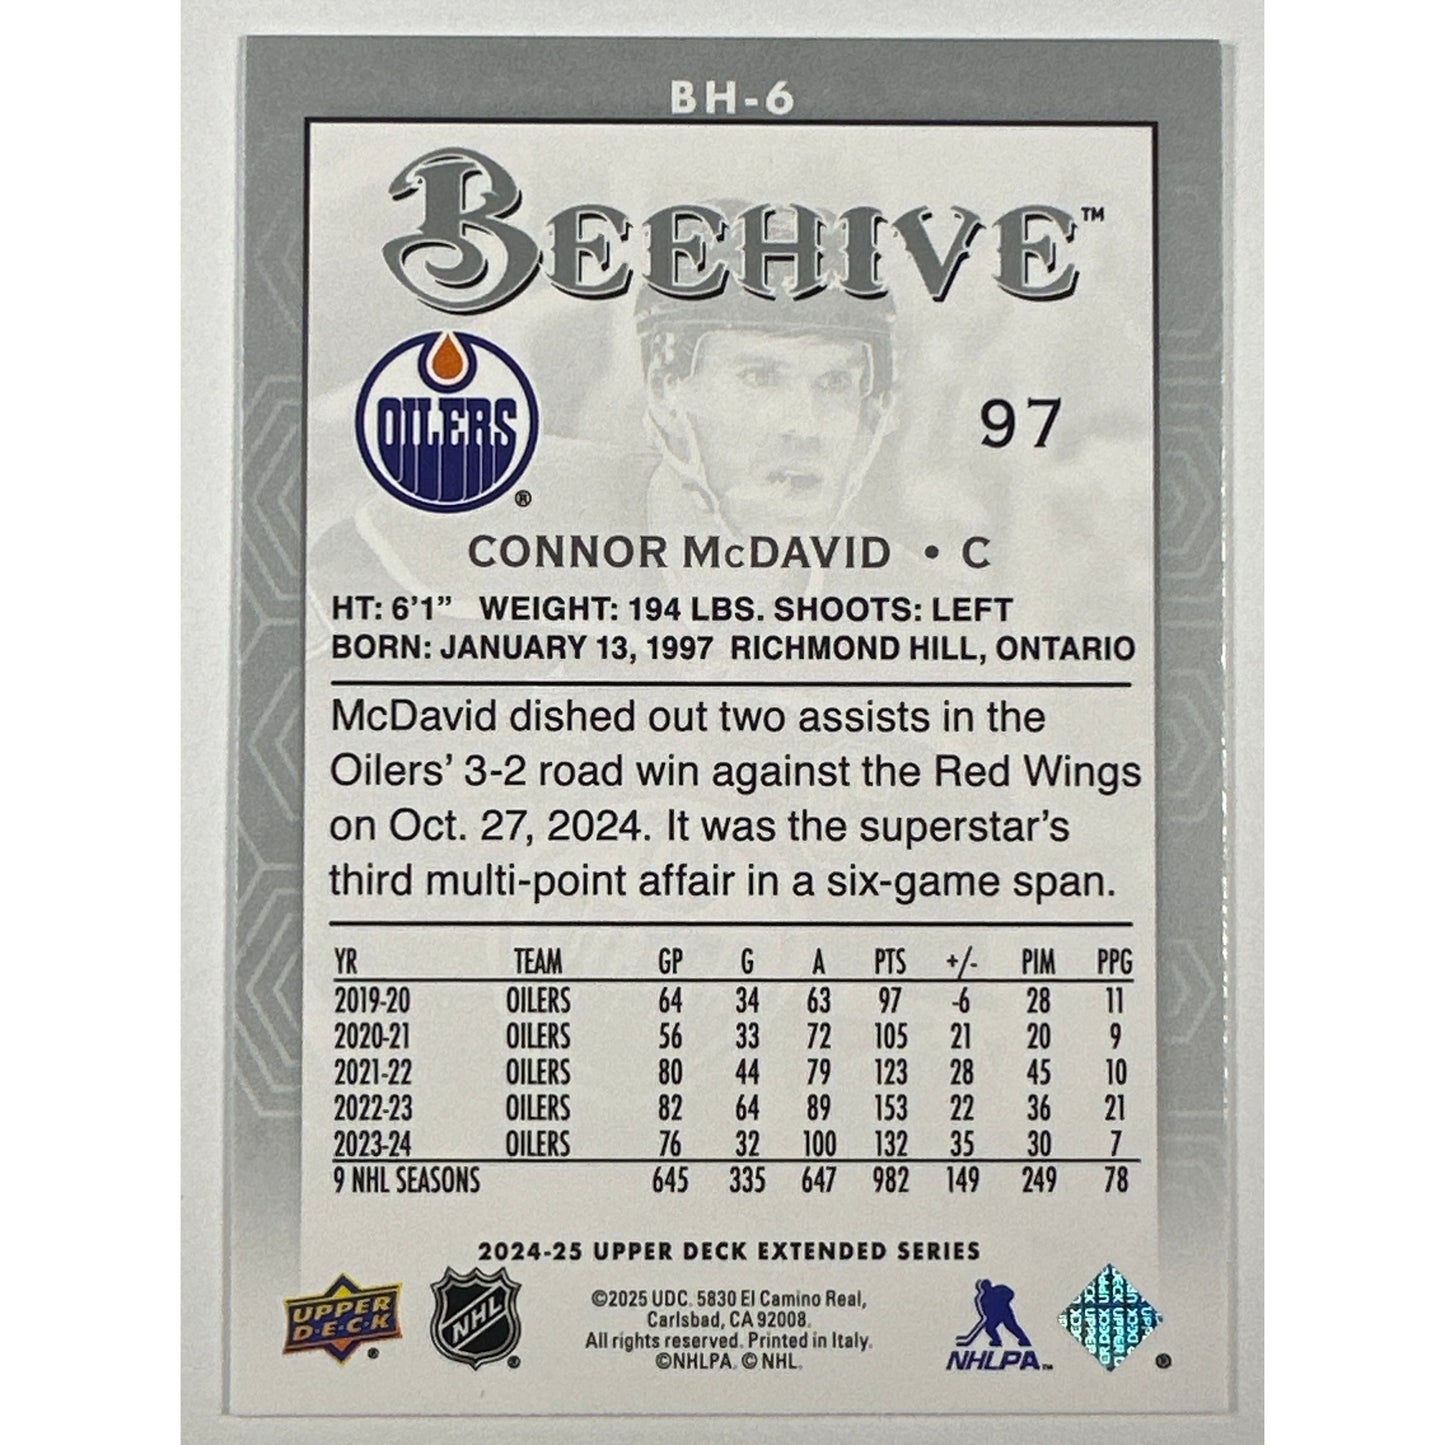 BH-6
BEEHIVE™
OILERS ®
97
CONNOR McDAVID • C
HT: 6'1" WEIGHT: 194 LBS. SHOOTS: LEFT
BORN: JANUARY 13, 1997 RICHMOND HILL, ONTARIO
McDavid dished out two assists in the
Oilers' 3-2 road win against the Red Wings
on Oct. 27, 2024. It was the superstar's
third multi-point affair in a six-game span.
YR TEAM GP G A PTS +/- PIM PPG
2019-20 OILERS 64 34 63 97 -6 28 11
2020-21 OILERS 56 33 72 105 21 20 9
2021-22 OILERS 80 44 79 123 28 45 10
2022-23 OILERS 82 64 89 153 22 36 21
2023-24 OILERS 76 32 100 132 35 30 7
9 NHL SEASONS 645 335 647 982 149 249 78
2024-25 UPPER DECK EXTENDED SERIES
UPPER
D·E·C·K ®
NHL ®
©2025 UDC. 5830 El Camino Real,
Carlsbad, CA 92008.
All rights reserved. Printed in Italy.
©NHLPA. © NHL.
NHLPA™
®